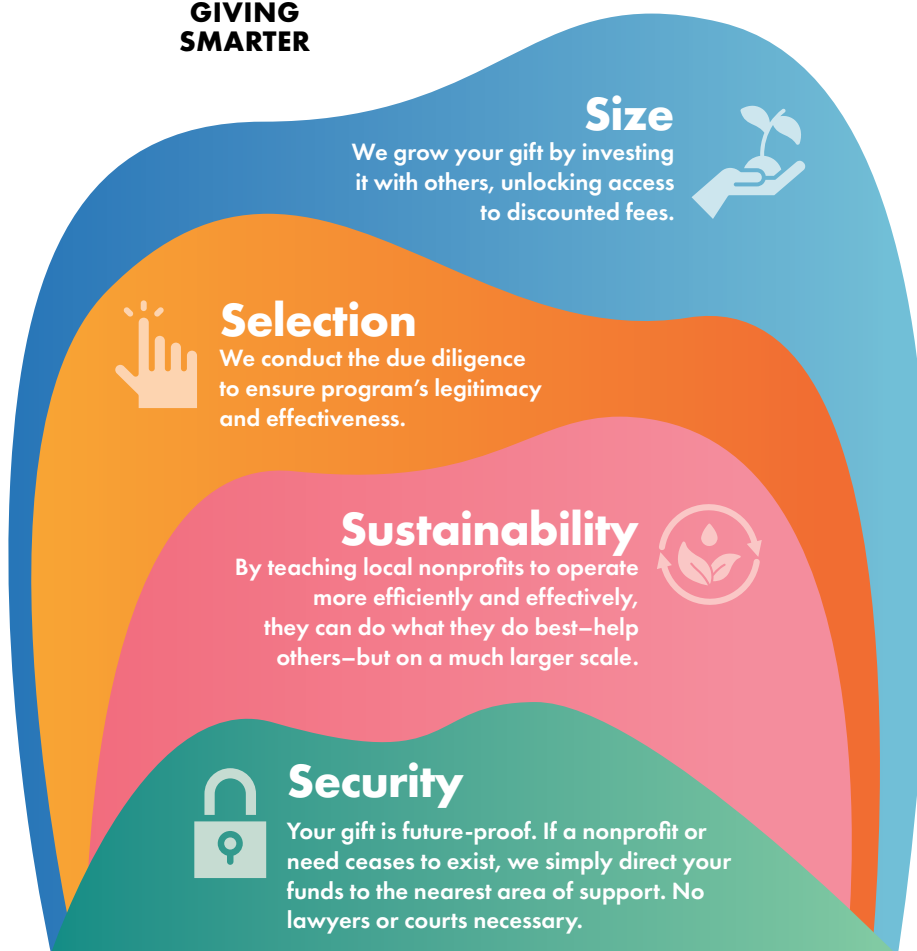 GIVING
SMARTER
Size
We grow your gift by investing
it with others, unlocking access
to discounted fees.
Selection
We conduct the due diligence
to ensure program’s legitimacy
and effectiveness.
Sustainability
By teaching local nonprofits to operate
more efficiently and effectively,
they can do what they do best–help
others–but on a much larger scale.
Security
Your gift is future-proof. If a nonprofit or
need ceases to exist, we simply direct your
funds to the nearest area of support. No
lawyers or courts necessary.